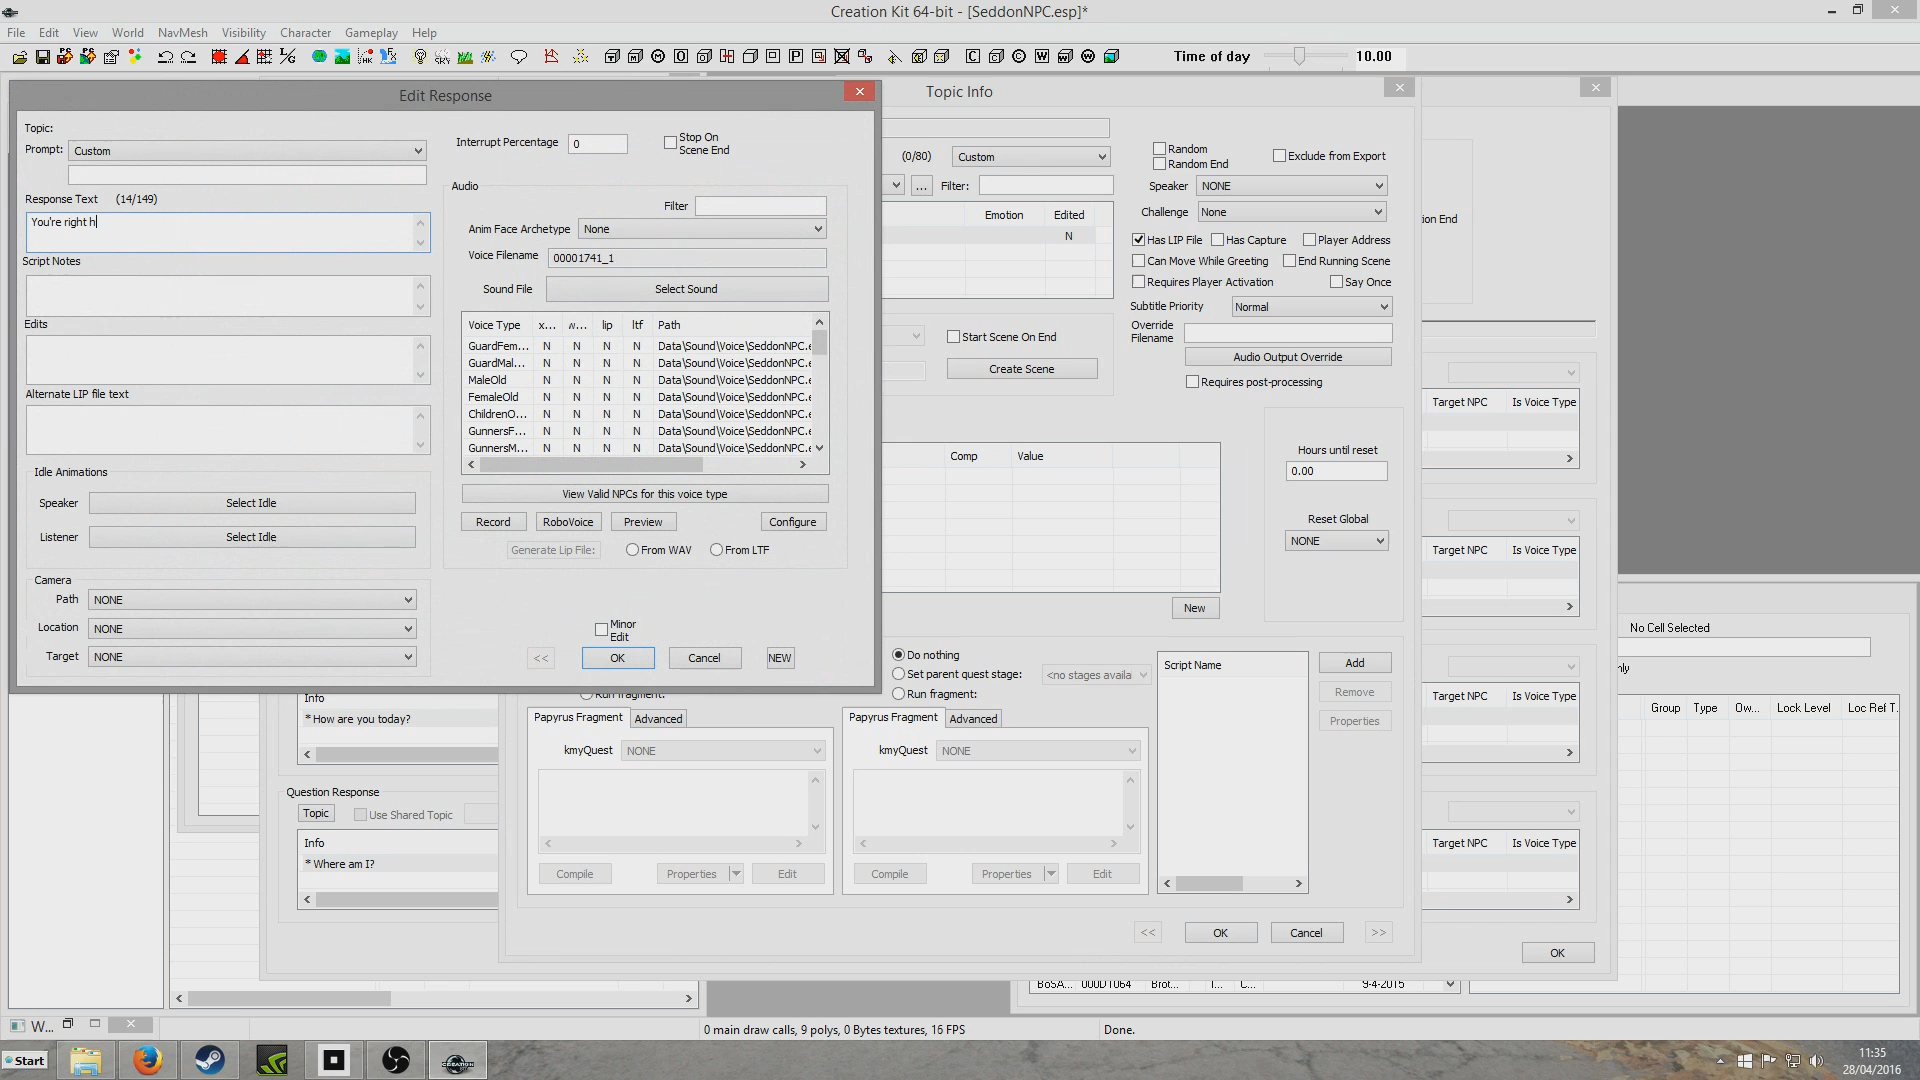 Creation Kit 64-bit - [SeddonNPC.esp]*
File Edit View World NavMesh Visibility Character Gameplay Help
Time of day 10.00
Edit Response
Topic:
Prompt: Custom
Response Text (14/149)
You're right h
Script Notes
Edits
Alternate LIP file text
Idle Animations
Speaker Select Idle
Listener Select Idle
Camera
Path NONE
Location NONE
Target NONE
Interrupt Percentage 0
Stop On
Scene End
Audio
Filter
Anim Face Archetype None
Voice Filename 00001741_1
Sound File Select Sound
Voice Type x... w... lip ltf Path
GuardFem... N N N N Data\Sound\Voice\SeddonNPC.e
GuardMal... N N N N Data\Sound\Voice\SeddonNPC.e
MaleOld N N N N Data\Sound\Voice\SeddonNPC.e
FemaleOld N N N N Data\Sound\Voice\SeddonNPC.e
ChildrenO... N N N N Data\Sound\Voice\SeddonNPC.e
GunnersF... N N N N Data\Sound\Voice\SeddonNPC.e
GunnersM... N N N N Data\Sound\Voice\SeddonNPC.e
View Valid NPCs for this voice type
Record RoboVoice Preview Configure
Generate Lip File: From WAV From LTF
Minor
Edit
<< OK Cancel NEW
Topic Info
(0/80) Custom
... Filter:
Emotion Edited
N
Start Scene On End
Create Scene
Random
Random End
Exclude from Export
Speaker NONE
Challenge None
Has LIP File Has Capture Player Address
Can Move While Greeting End Running Scene
Requires Player Activation Say Once
Subtitle Priority Normal
Override
Filename
Audio Output Override
Requires post-processing
Comp Value
New
Hours until reset
0.00
Reset Global
NONE
Do nothing
Set parent quest stage: <no stages availa
Run fragment: Run fragment:
Papyrus Fragment Advanced
kmyQuest NONE
Compile Properties Edit
Papyrus Fragment Advanced
kmyQuest NONE
Compile Properties Edit
Script Name
Add
Remove
Properties
<< OK Cancel >>
Info
* How are you today?
Question Response
Topic Use Shared Topic
Info
* Where am I?
on End
Target NPC Is Voice Type
Target NPC Is Voice Type
Target NPC Is Voice Type
Target NPC Is Voice Type
OK
No Cell Selected
nly
Group Type Ow... Lock Level Loc Ref T.
BoSA... 000D1064 Brot... I... C... 9-4-2015
W...
0 main draw calls, 9 polys, 0 Bytes textures, 16 FPS Done.
Start
CREATION
11:35
28/04/2016